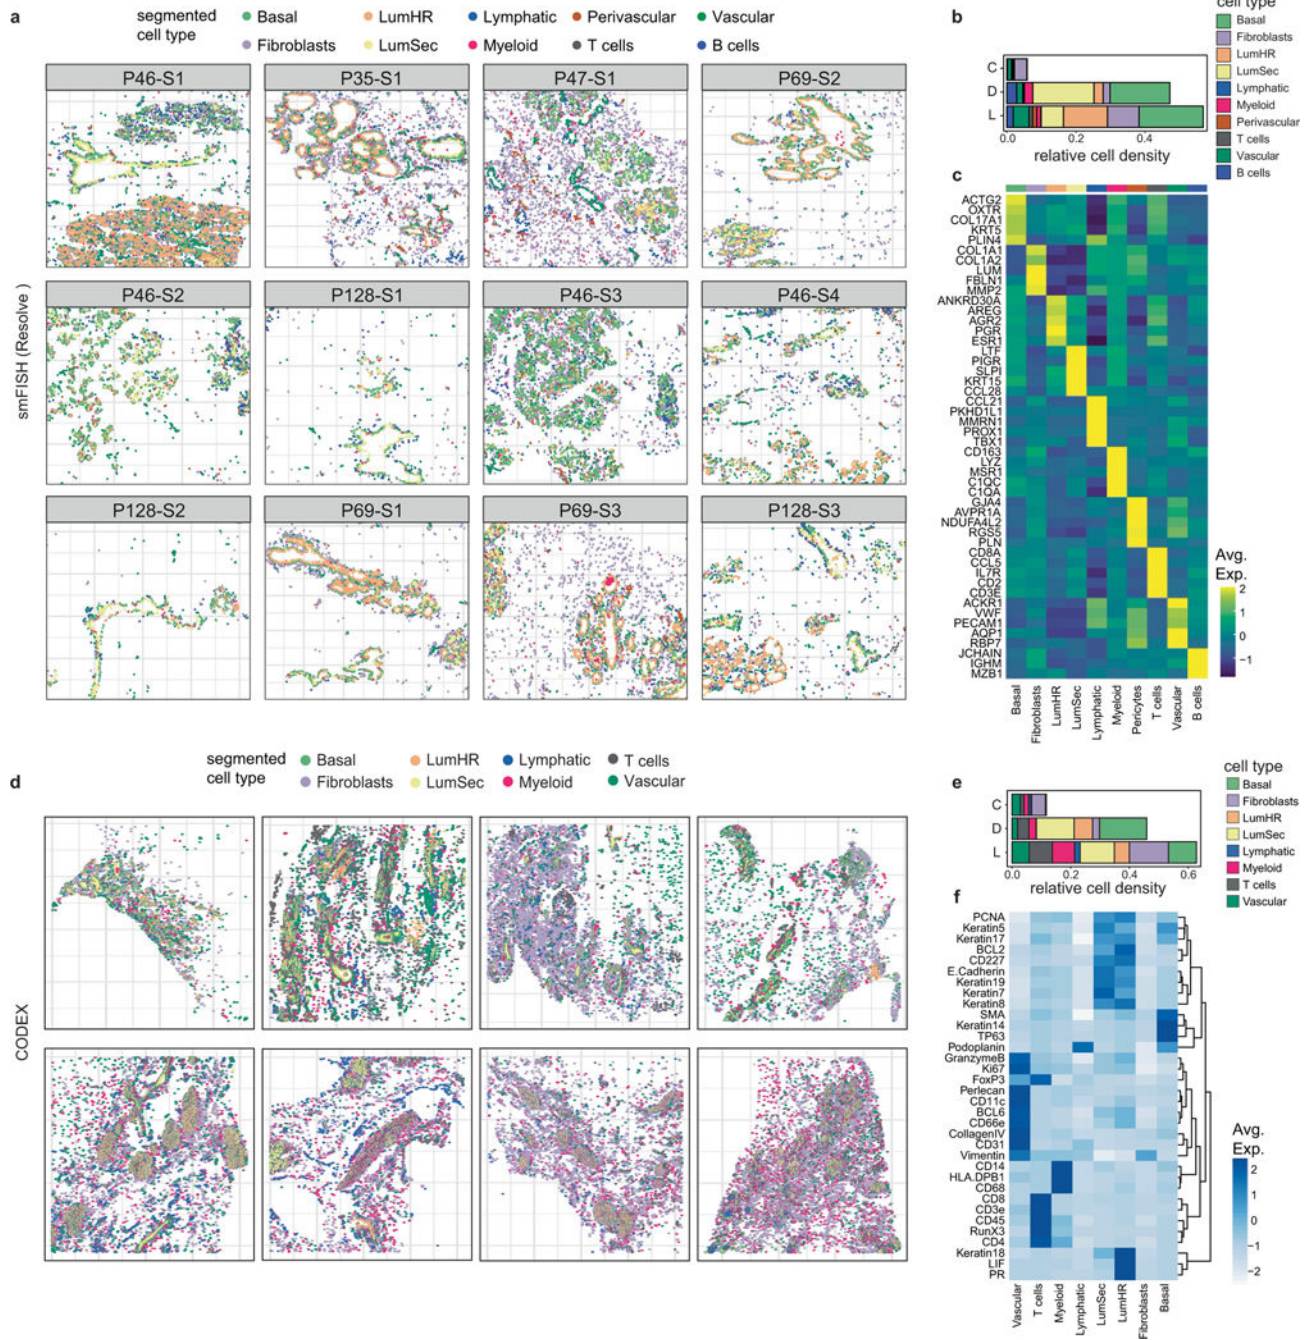 a
segmented cell type
Basal LumHR Lymphatic Perivascular Vascular
Fibroblasts LumSec Myeloid T cells B cells
smFISH (Resolve )
P46-S1 P35-S1 P47-S1 P69-S2
P46-S2 P128-S1 P46-S3 P46-S4
P128-S2 P69-S1 P69-S3 P128-S3
b
cell type
Basal
Fibroblasts
LumHR
LumSec
Lymphatic
Myeloid
Perivascular
T cells
Vascular
B cells
C
D
L
0.0 0.2 0.4
relative cell density
c
ACTG2
OXTR
COL17A1
KRT5
PLIN4
COL1A1
COL1A2
LUM
FBLN1
MMP2
ANKRD30A
AREG
AGR2
PGR
ESR1
LTF
PIGR
SLPI
KRT15
CCL28
CCL21
PKHD1L1
MMRN1
PROX1
TBX1
CD163
LYZ
MSR1
C1QC
C1QA
GJA4
AVPR1A
NDUFA4L2
RGS5
PLN
CD8A
CCL5
IL7R
CD2
CD3E
ACKR1
VWF
PECAM1
AQP1
RBP7
JCHAIN
IGHM
MZB1
Basal Fibroblasts LumHR LumSec Lymphatic Myeloid Pericytes T cells Vascular B cells
Avg.
Exp.
2
1
0
−1
d
segmented cell type
Basal LumHR Lymphatic T cells
Fibroblasts LumSec Myeloid Vascular
CODEX
e
cell type
Basal
Fibroblasts
LumHR
LumSec
Lymphatic
Myeloid
T cells
Vascular
C
D
L
0.0 0.2 0.4 0.6
relative cell density
f
PCNA
Keratin5
Keratin17
BCL2
CD227
E.Cadherin
Keratin19
Keratin7
Keratin8
SMA
Keratin14
TP63
Podoplanin
GranzymeB
Ki67
FoxP3
Perlecan
CD11c
BCL6
CD66e
CollagenIV
CD31
Vimentin
CD14
HLA.DPB1
CD68
CD8
CD3e
CD45
RunX3
CD4
Keratin18
LIF
PR
Vascular T cells Myeloid Lymphatic LumSec LumHR Fibroblasts Basal
Avg.
Exp.
2
1
0
−1
−2